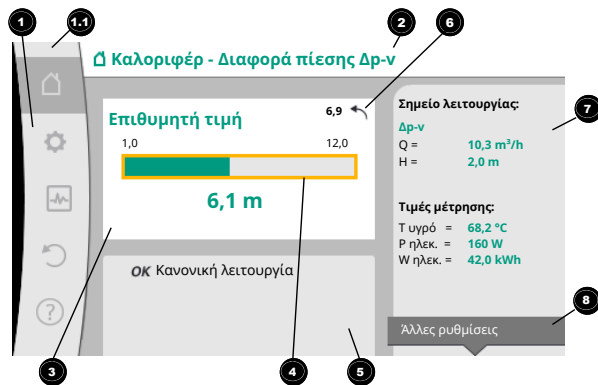 1
1.1
2
6
Καλοριφέρ - Διαφορά πίεσης Δp-v
Επιθυμητή τιμή
6,9
1,0
12,0
6,1 m
OK Κανονική λειτουργία
Σημείο λειτουργίας:
7
Δp-v
Q = 10,3 m³/h
H = 2,0 m
Τιμές μέτρησης:
T υγρό = 68,2 °C
P ηλεκ. = 160 W
W ηλεκ. = 42,0 kWh
8
Άλλες ρυθμίσεις
3
4
5
?